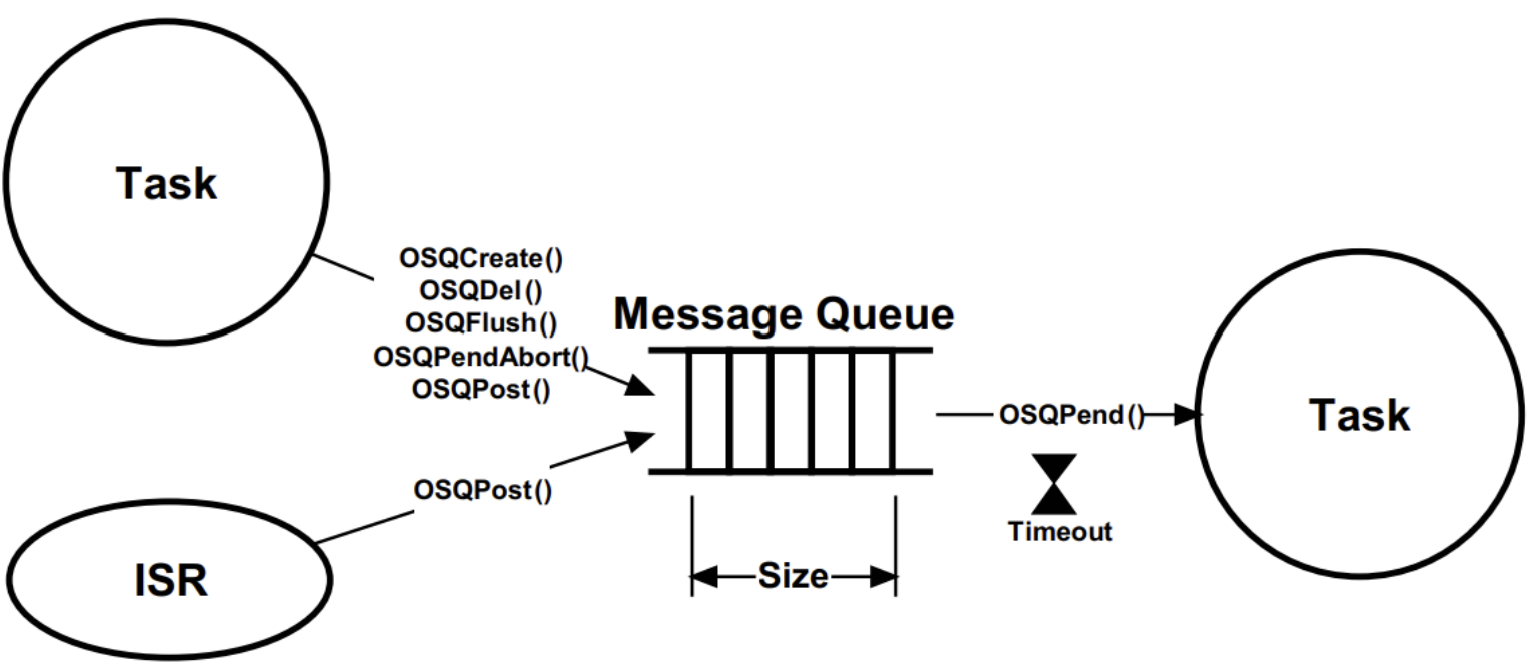 Task
OSQCreate()
OSQDel()
OSQFlush()
OSQPendAbort()
OSQPost()
Message Queue
OSQPend()
Task
Timeout
OSQPost()
Size
ISR